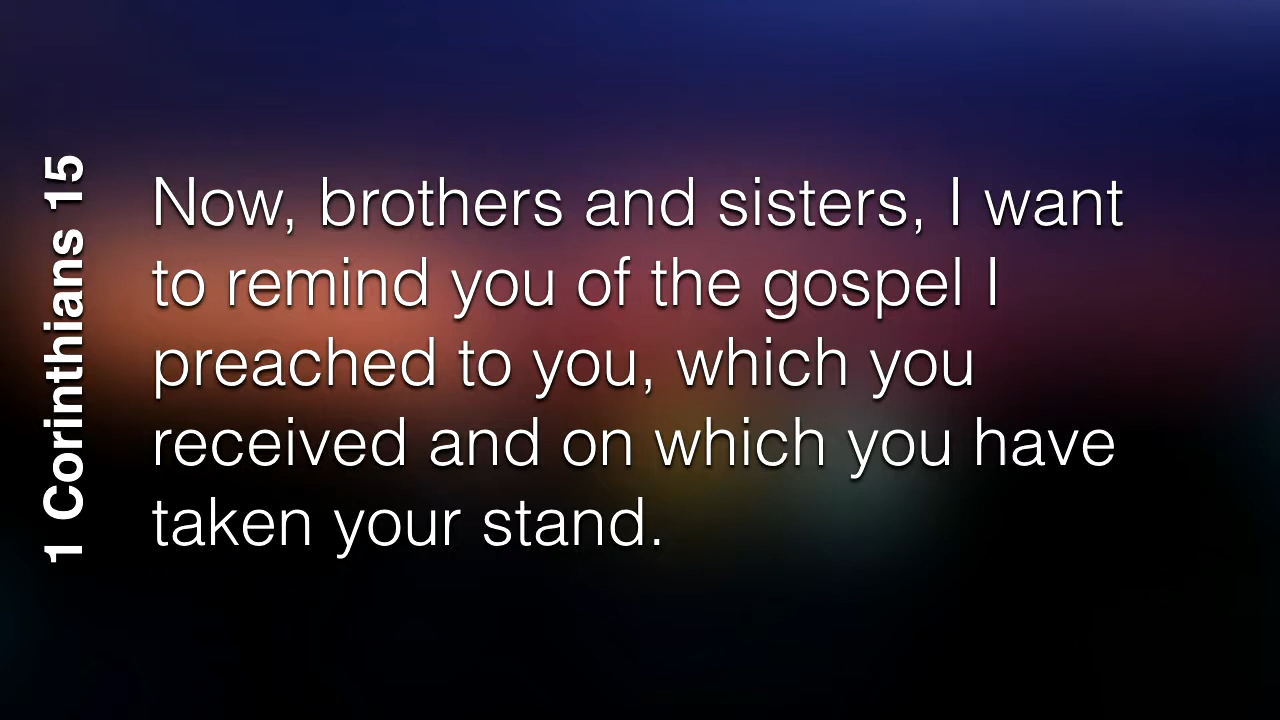 1 Corinthians 15
Now, brothers and sisters, I want
to remind you of the gospel I
preached to you, which you
received and on which you have
taken your stand.